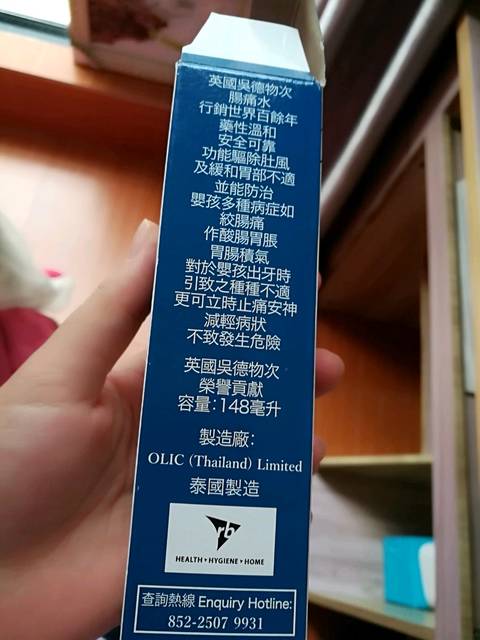 英國吳德物次
腸痛水
行銷世界百餘年
藥性溫和
安全可靠
功能驅除肚風
及緩和胃部不適
並能防治
嬰孩多種病症如
絞腸痛
作酸腸胃脹
胃腸積氣
對於嬰孩出牙時
引致之種種不適
更可立時止痛安神
減輕病狀
不致發生危險
英國吳德物次
榮譽貢獻
容量:148毫升
製造廠:
OLIC (Thailand) Limited
泰國製造
rb
HEALTH • HYGIENE • HOME
查詢熱線 Enquiry Hotline:
852-2507 9931